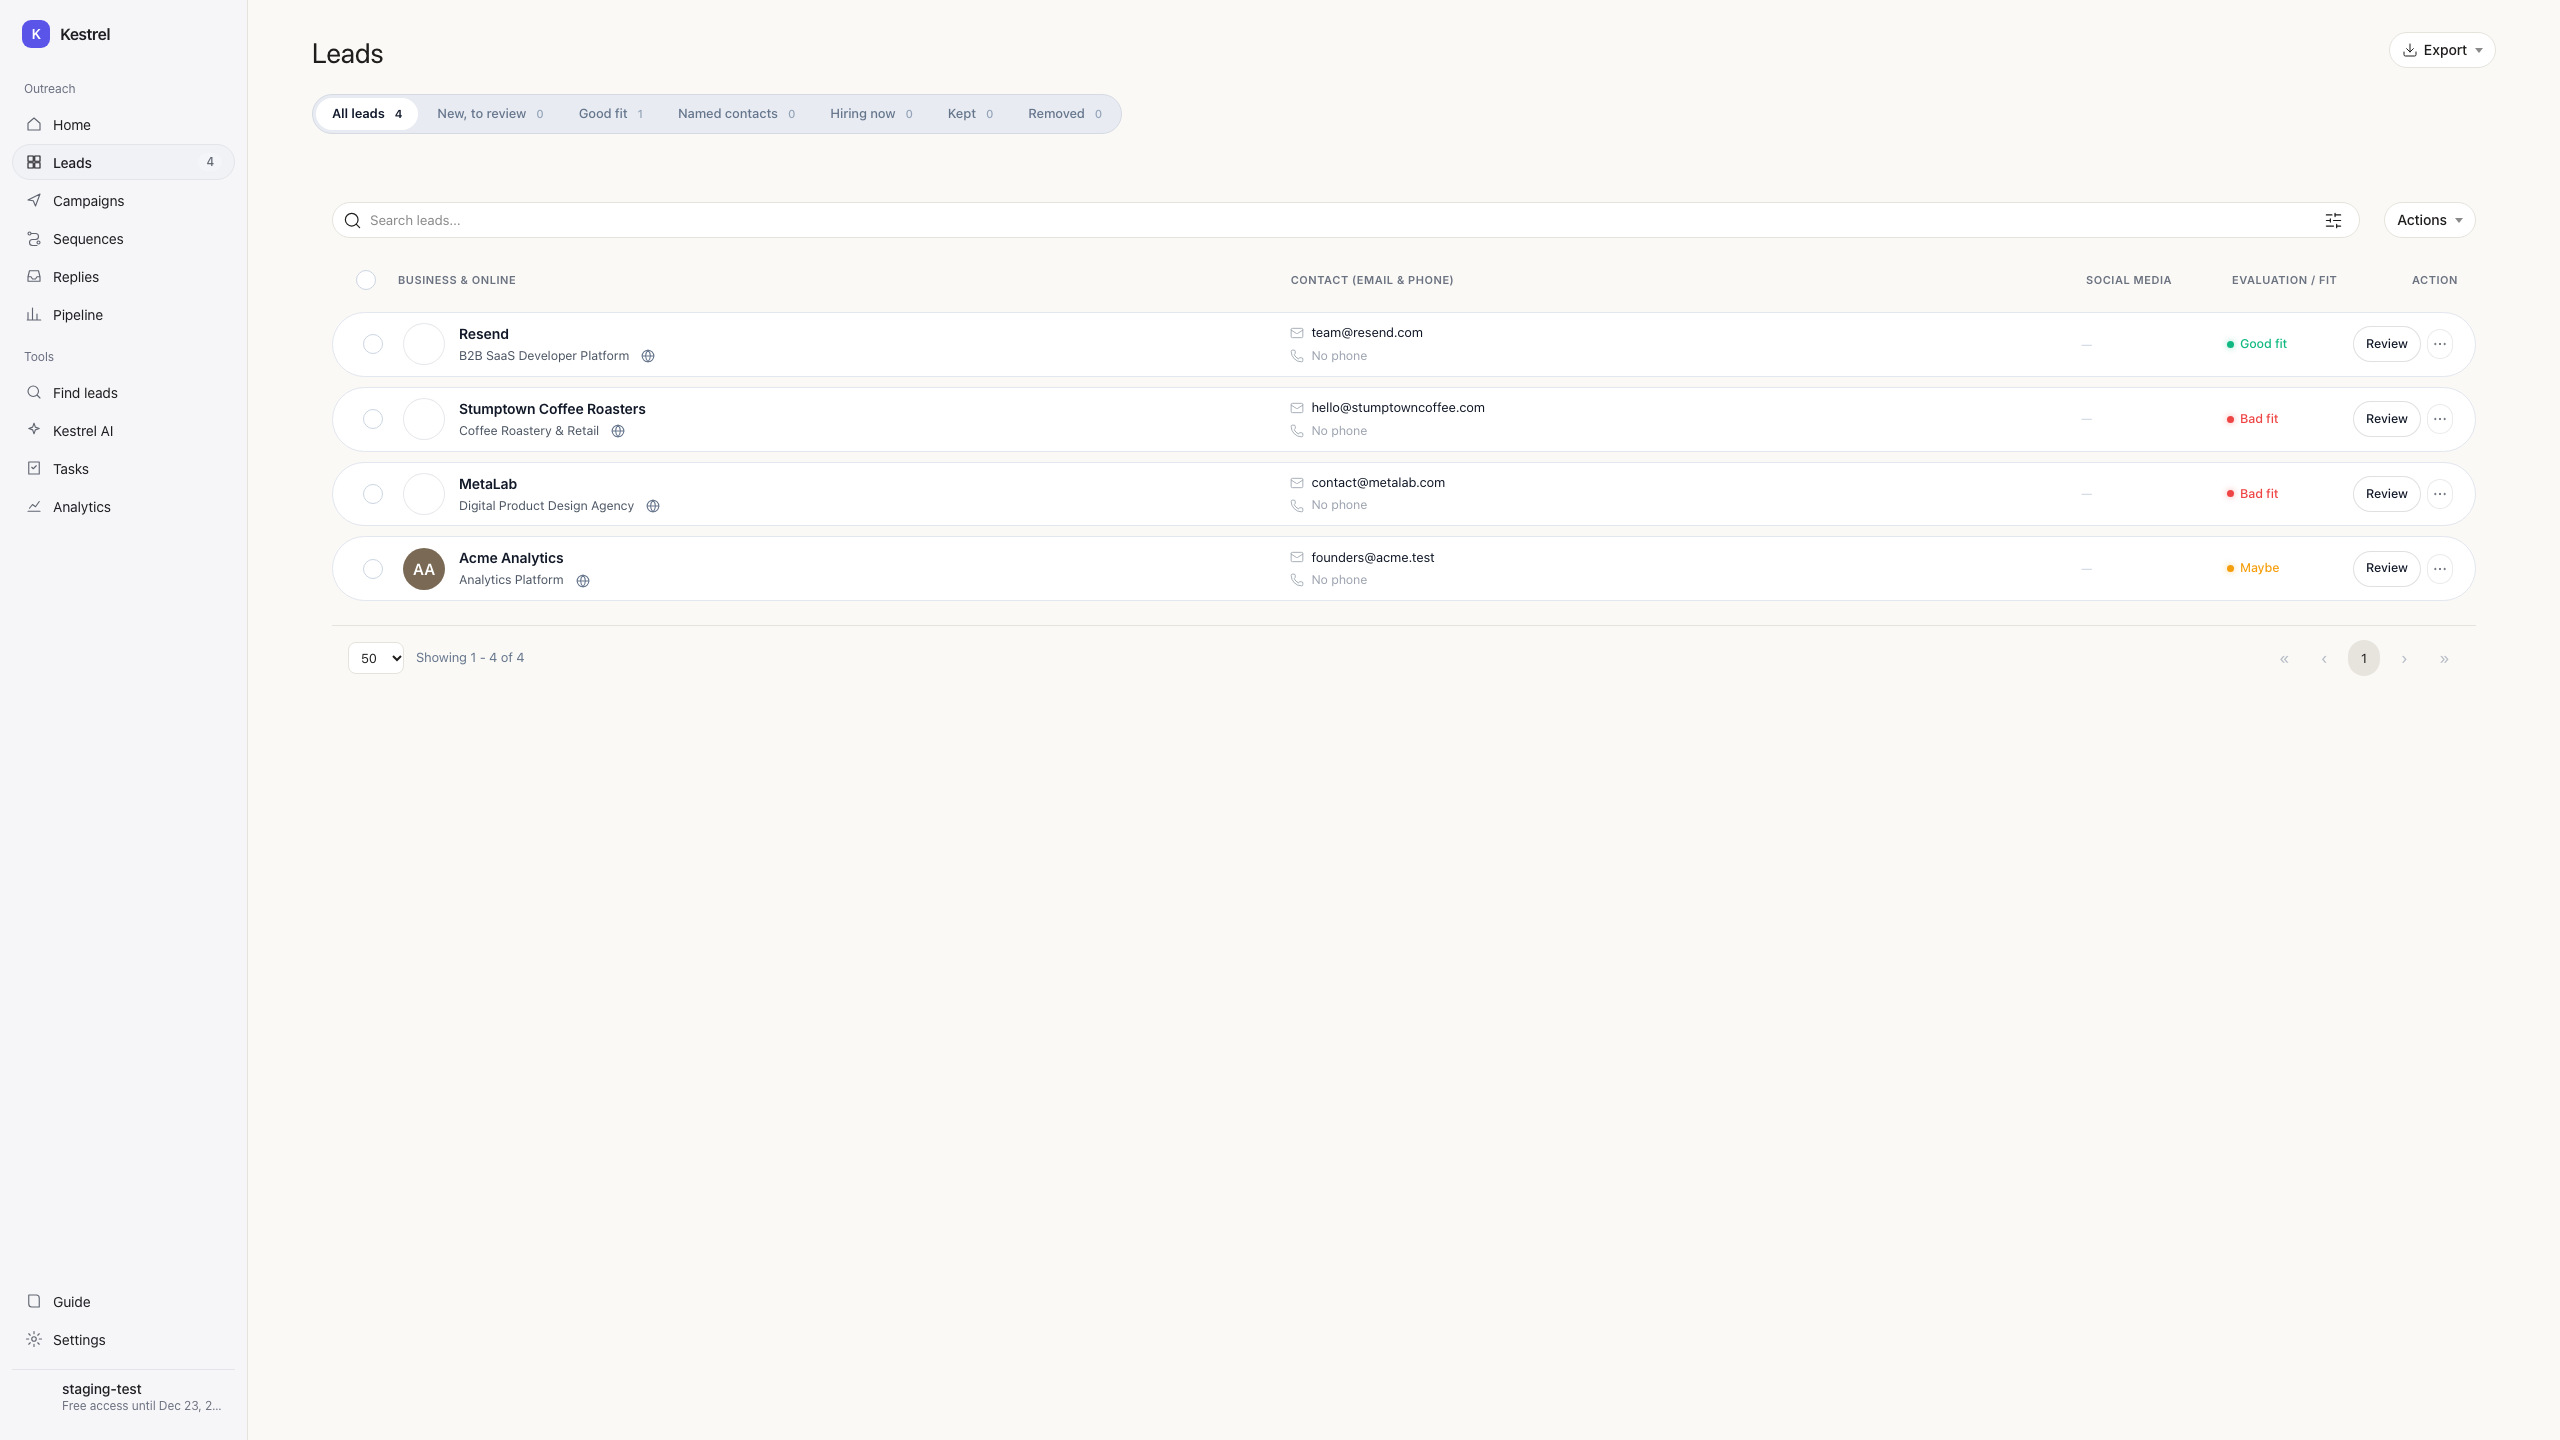 K Kestrel
Outreach
Home
Leads 4
Campaigns
Sequences
Replies
Pipeline
Tools
Find leads
Kestrel AI
Tasks
Analytics
Guide
Settings
staging-test
Free access until Dec 23, 2...
Leads
Export
All leads 4 New, to review 0 Good fit 1 Named contacts 0 Hiring now 0 Kept 0 Removed 0
Search leads...
Actions
BUSINESS & ONLINE CONTACT (EMAIL & PHONE) SOCIAL MEDIA EVALUATION / FIT ACTION
Resend
B2B SaaS Developer Platform
team@resend.com
No phone
—
Good fit
Review
Stumptown Coffee Roasters
Coffee Roastery & Retail
hello@stumptowncoffee.com
No phone
—
Bad fit
Review
MetaLab
Digital Product Design Agency
contact@metalab.com
No phone
—
Bad fit
Review
AA
Acme Analytics
Analytics Platform
founders@acme.test
No phone
—
Maybe
Review
50 Showing 1 - 4 of 4
« ‹ 1 › »